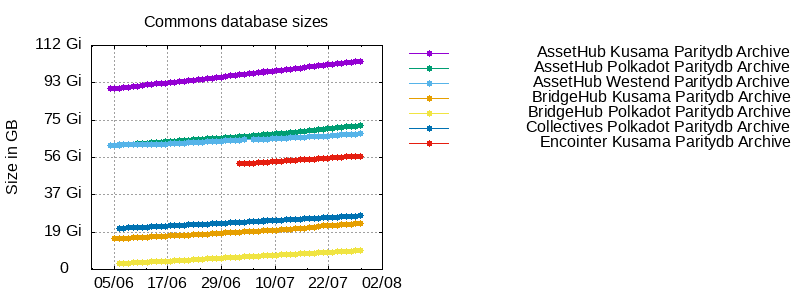 Commons database sizes
Size in GB
112 Gi
93 Gi
75 Gi
56 Gi
37 Gi
19 Gi
0
05/06 17/06 29/06 10/07 22/07 02/08
AssetHub Kusama Paritydb Archive
AssetHub Polkadot Paritydb Archive
AssetHub Westend Paritydb Archive
BridgeHub Kusama Paritydb Archive
BridgeHub Polkadot Paritydb Archive
Collectives Polkadot Paritydb Archive
Encointer Kusama Paritydb Archive